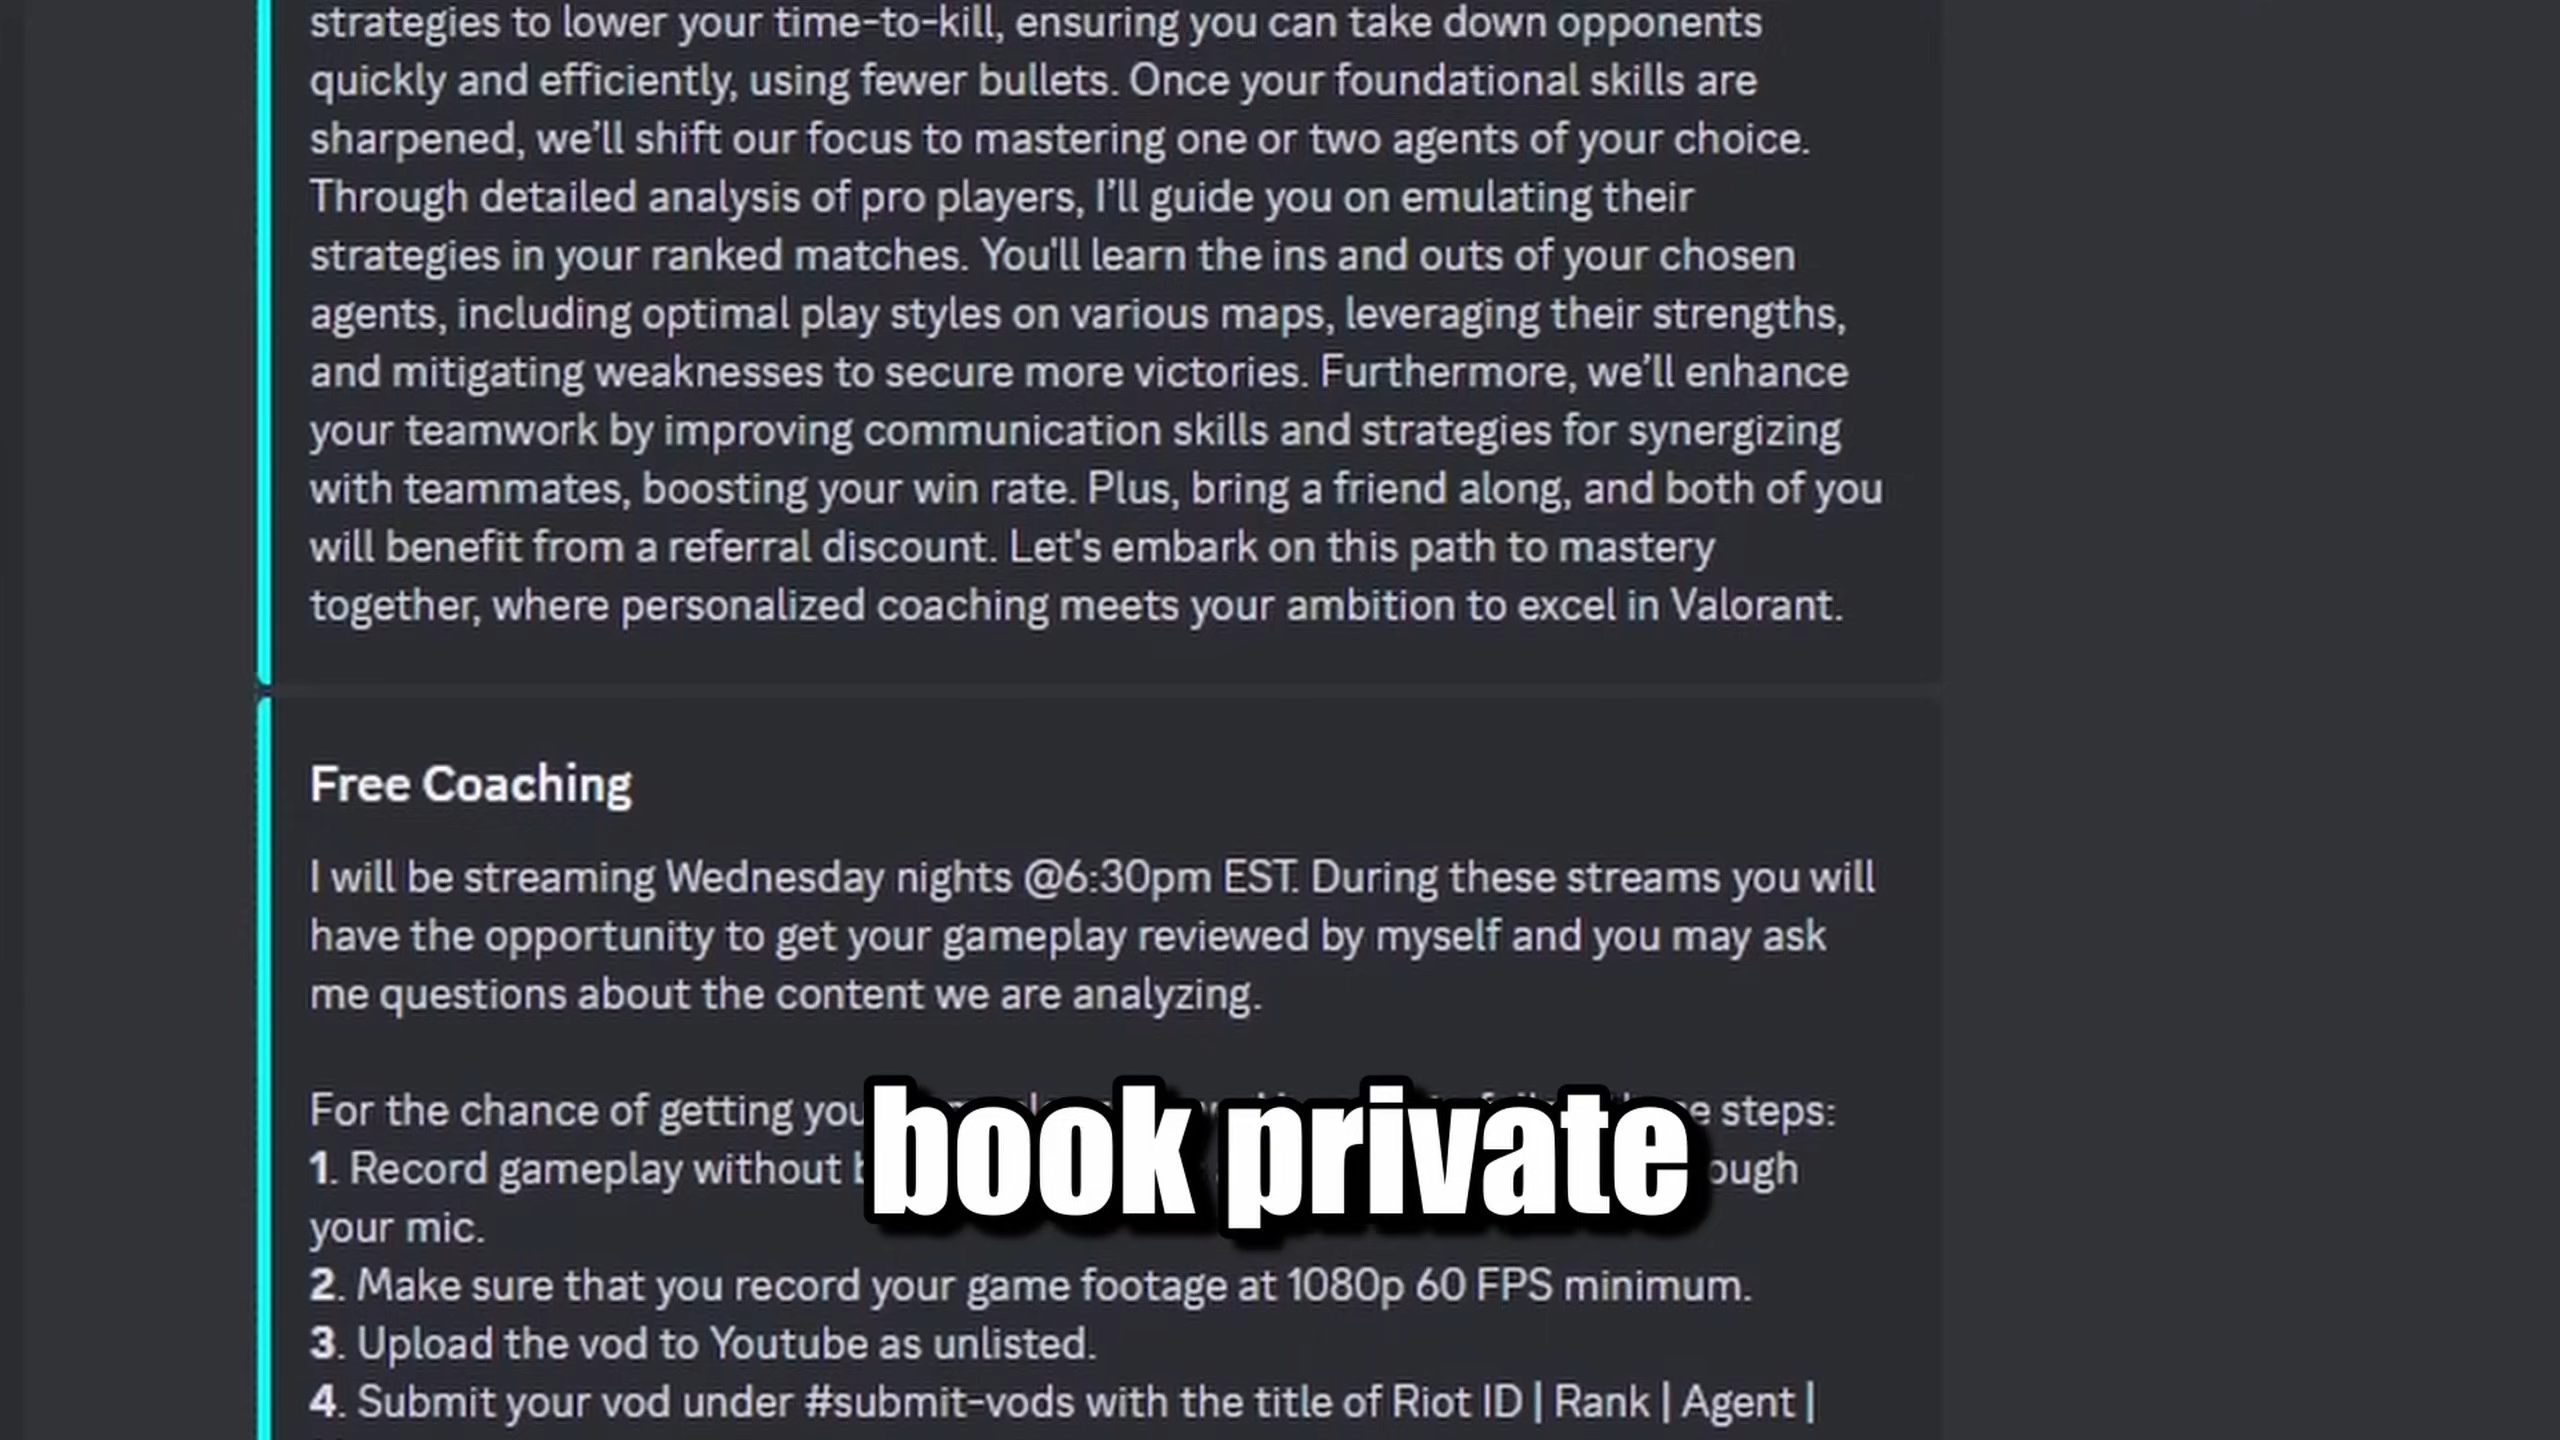 strategies to lower your time-to-kill, ensuring you can take down opponents
quickly and efficiently, using fewer bullets. Once your foundational skills are
sharpened, we’ll shift our focus to mastering one or two agents of your choice.
Through detailed analysis of pro players, I’ll guide you on emulating their
strategies in your ranked matches. You'll learn the ins and outs of your chosen
agents, including optimal play styles on various maps, leveraging their strengths,
and mitigating weaknesses to secure more victories. Furthermore, we’ll enhance
your teamwork by improving communication skills and strategies for synergizing
with teammates, boosting your win rate. Plus, bring a friend along, and both of you
will benefit from a referral discount. Let's embark on this path to mastery
together, where personalized coaching meets your ambition to excel in Valorant.
Free Coaching
I will be streaming Wednesday nights @6:30pm EST. During these streams you will
have the opportunity to get your gameplay reviewed by myself and you may ask
me questions about the content we are analyzing.
For the chance of getting steps:
1. Record gameplay without
your mic.
book private
2. Make sure that you record your game footage at 1080p 60 FPS minimum.
3. Upload the vod to Youtube as unlisted.
4. Submit your vod under #submit-vods with the title of Riot ID | Rank | Agent |